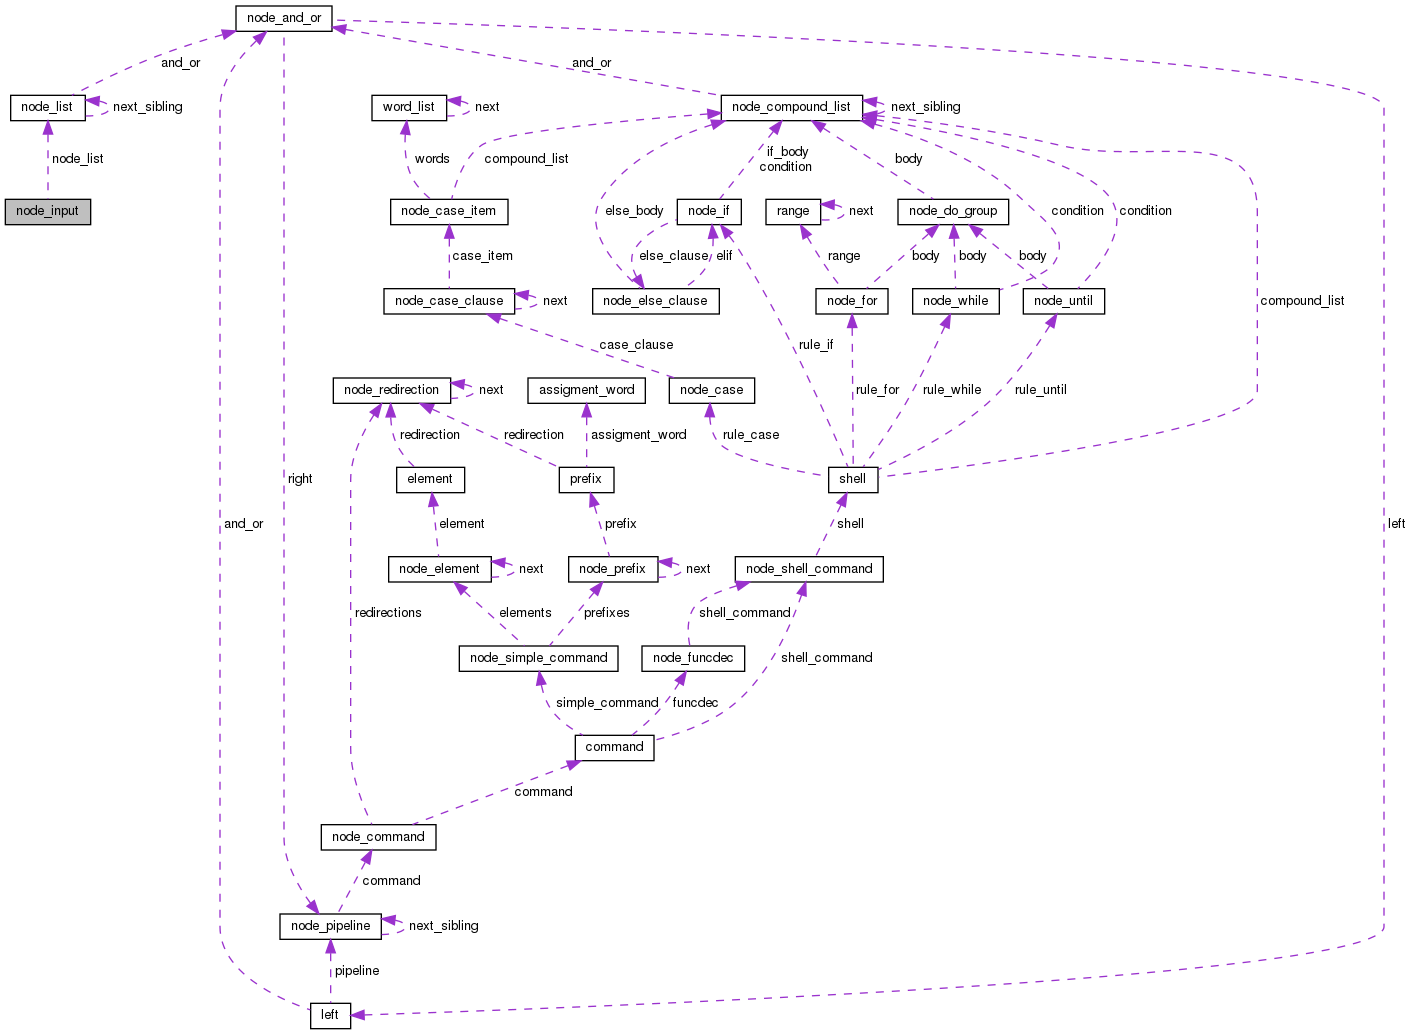 node_and_or
and_or
and_or
node_list
next_sibling
word_list
next
node_compound_list
next_sibling
node_list
words
compound_list
if_body
condition
body
node_input
node_case_item
else_body
node_if
range
next
node_do_group
condition
condition
case_item
else_clause
elif
range
body
body
body
node_case_clause
next
node_else_clause
node_for
node_while
node_until
compound_list
case_clause
rule_if
node_redirection
next
assigment_word
node_case
rule_for
rule_while
rule_until
redirection
redirection
assigment_word
rule_case
right
element
prefix
shell
and_or
element
prefix
shell
left
node_element
next
node_prefix
next
node_shell_command
redirections
elements
prefixes
shell_command
node_simple_command
node_funcdec
shell_command
simple_command
funcdec
command
command
node_command
command
node_pipeline
next_sibling
pipeline
left